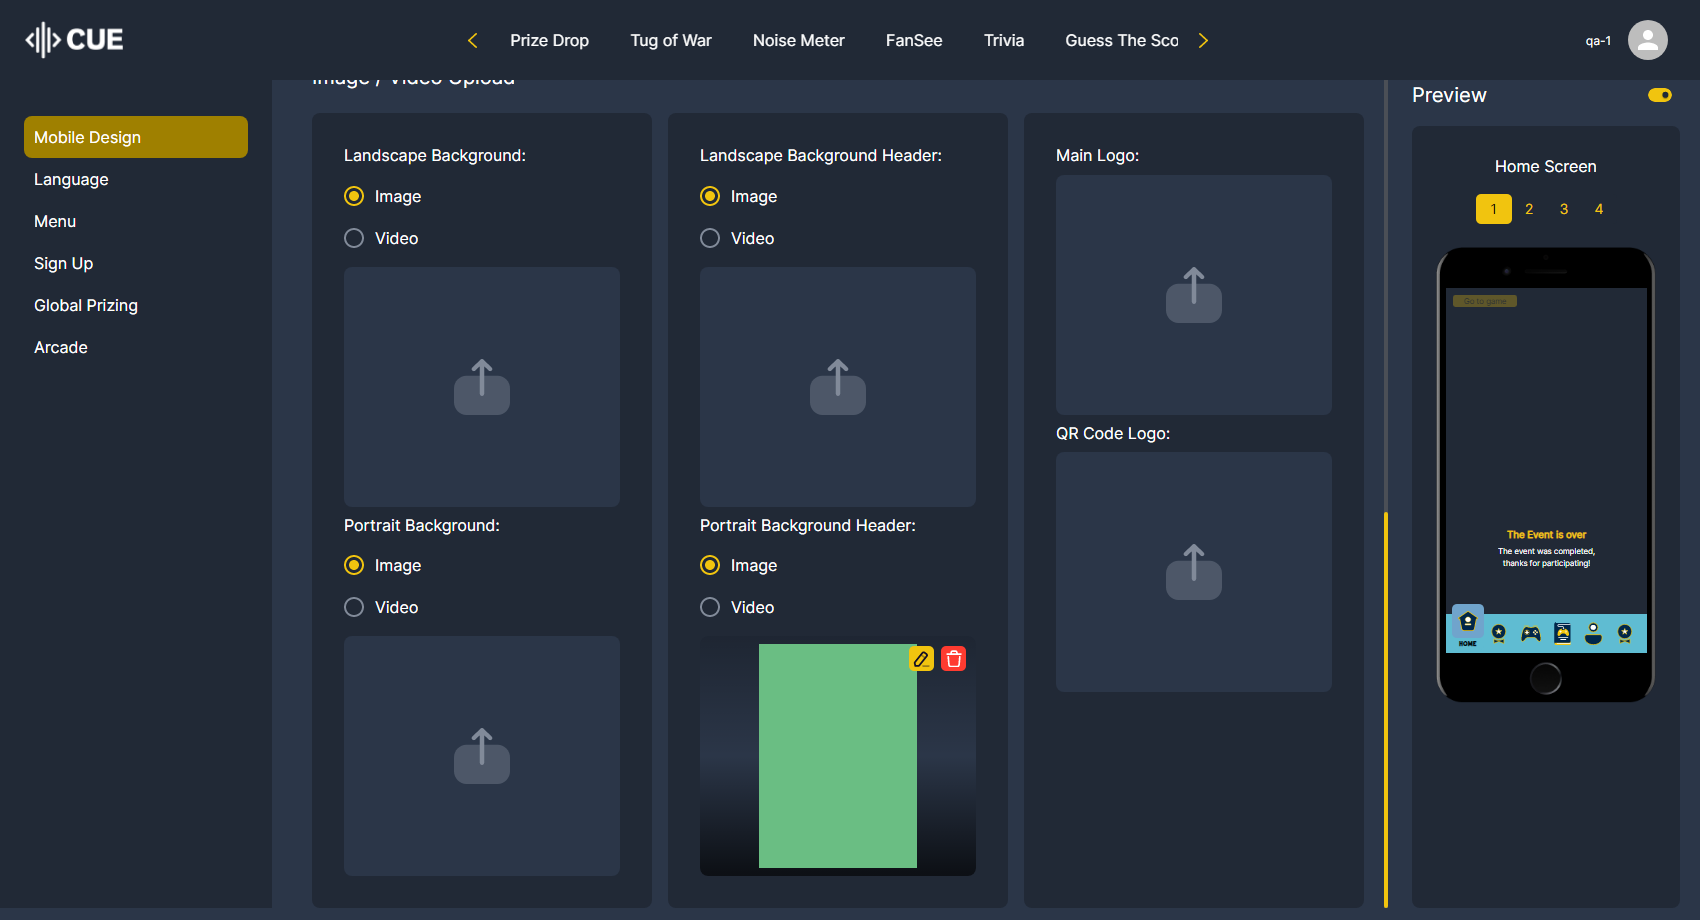 CUE
Prize Drop
Tug of War
Noise Meter
FanSee
Trivia
Guess The Sco
qa-1
Mobile Design
Language
Menu
Sign Up
Global Prizing
Arcade
Image / Video Upload
Landscape Background:
Image
Video
Portrait Background:
Image
Video
Landscape Background Header:
Image
Video
Portrait Background Header:
Image
Video
Main Logo:
QR Code Logo:
Preview
Home Screen
1 2 3 4
Go to game
The Event is over
The event was completed,
thanks for participating!
HOME